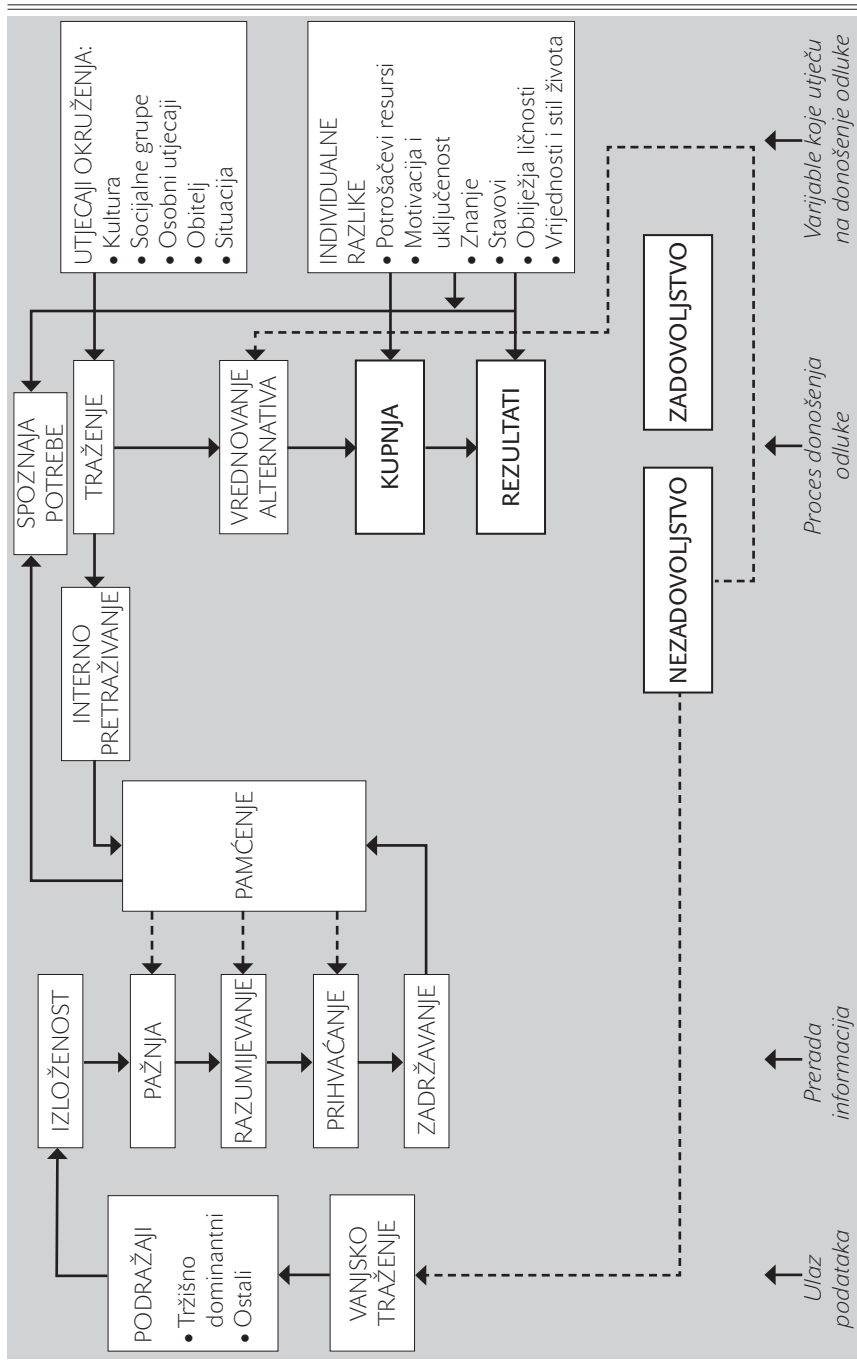 PODRAŽAJI
• Tržišno
dominantni
• Ostali
VANJSKO
TRAŽENJE
IZLOŽENOST
PAŽNJA
RAZUMIJEVANJE
PRIHVAĆANJE
ZADRŽAVANJE
PAMĆENJE
INTERNO
PRETRAŽIVANJE
SPOZNAJA
POTREBE
TRAŽENJE
VREDNOVANJE
ALTERNATIVA
KUPNJA
REZULTATI
NEZADOVOLJSTVO
ZADOVOLJSTVO
UTJECAJI OKRUŽENJA:
• Kultura
• Socijalne grupe
• Osobni utjecaji
• Obitelj
• Situacija
INDIVIDUALNE
RAZLIKE
• Potrošačevi resursi
• Motivacija i
uključenost
• Znanje
• Stavovi
• Obilježja ličnosti
• Vrijednosti i stil života
Ulaz
podataka
Prerada
informacija
Proces donošenja
odluke
Varijable koje utječu
na donošenje odluke